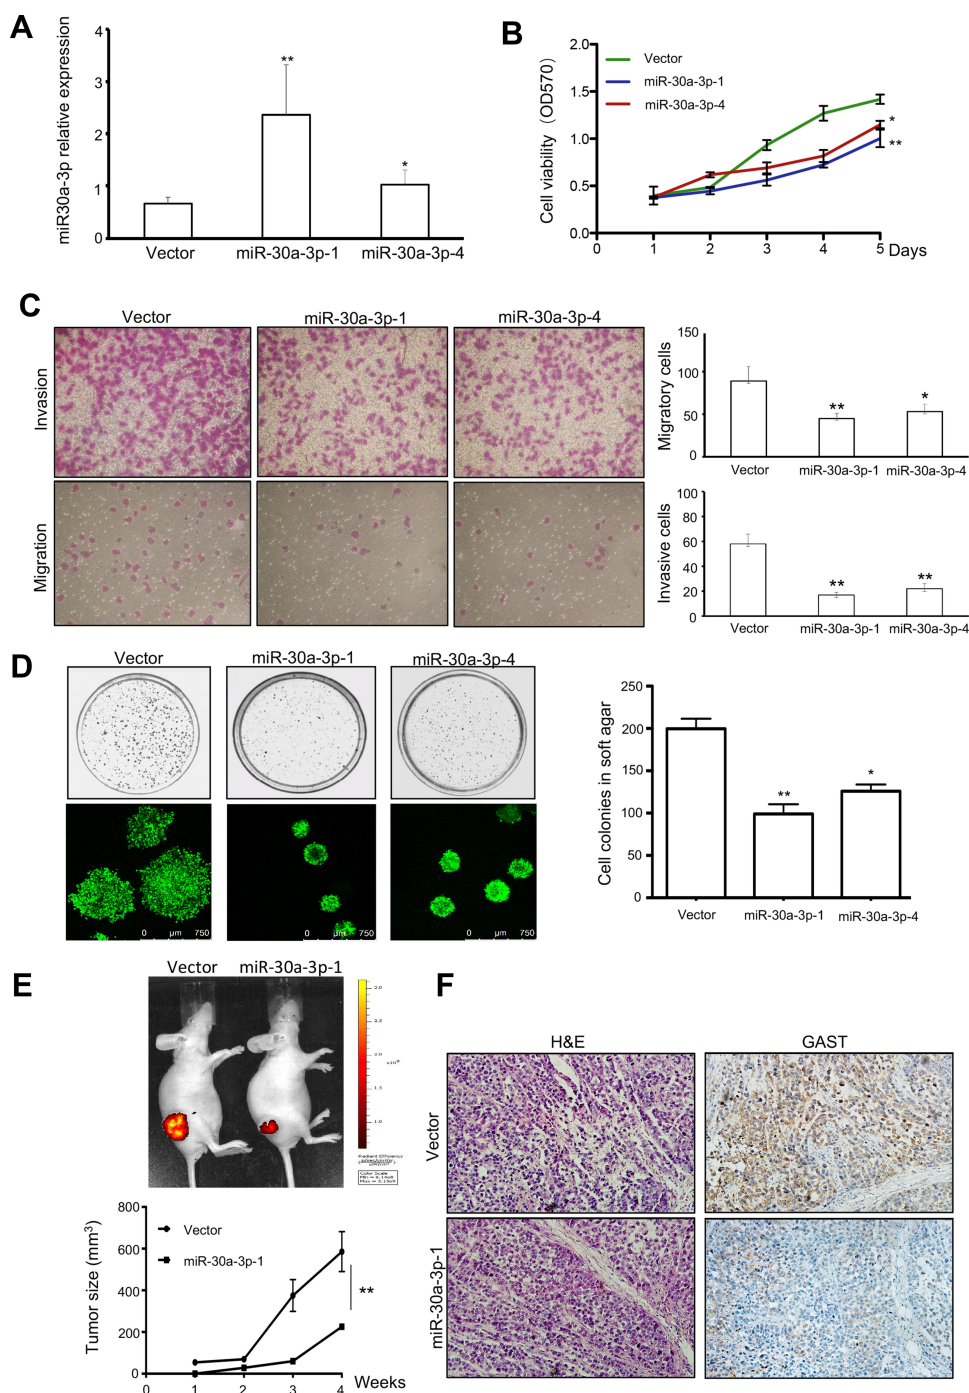 A
miR30a-3p relative expression
4
3
2
1
0
**
*
Vector
miR-30a-3p-1
miR-30a-3p-4
B
Cell viability (OD570)
2.0
1.5
1.0
0.5
0.0
Vector
miR-30a-3p-1
miR-30a-3p-4
*
**
0 1 2 3 4 5 Days
C
Vector
miR-30a-3p-1
miR-30a-3p-4
Invasion
Migration
Migratory cells
150
100
50
0
**
*
Vector
miR-30a-3p-1
miR-30a-3p-4
Invasive cells
100
80
60
40
20
0
**
**
Vector
miR-30a-3p-1
miR-30a-3p-4
D
Vector
miR-30a-3p-1
miR-30a-3p-4
0 µm 750
0 µm 750
0 µm 750
Cell colonies in soft agar
250
200
150
100
50
0
**
*
Vector
miR-30a-3p-1
miR-30a-3p-4
E
Vector
miR-30a-3p-1
2.0
1.0
Radiant Efficiency
Color Scale
Tumor size (mm³)
800
600
400
200
0
Vector
miR-30a-3p-1
**
0 1 2 3 4 Weeks
F
H&E
GAST
Vector
miR-30a-3p-1